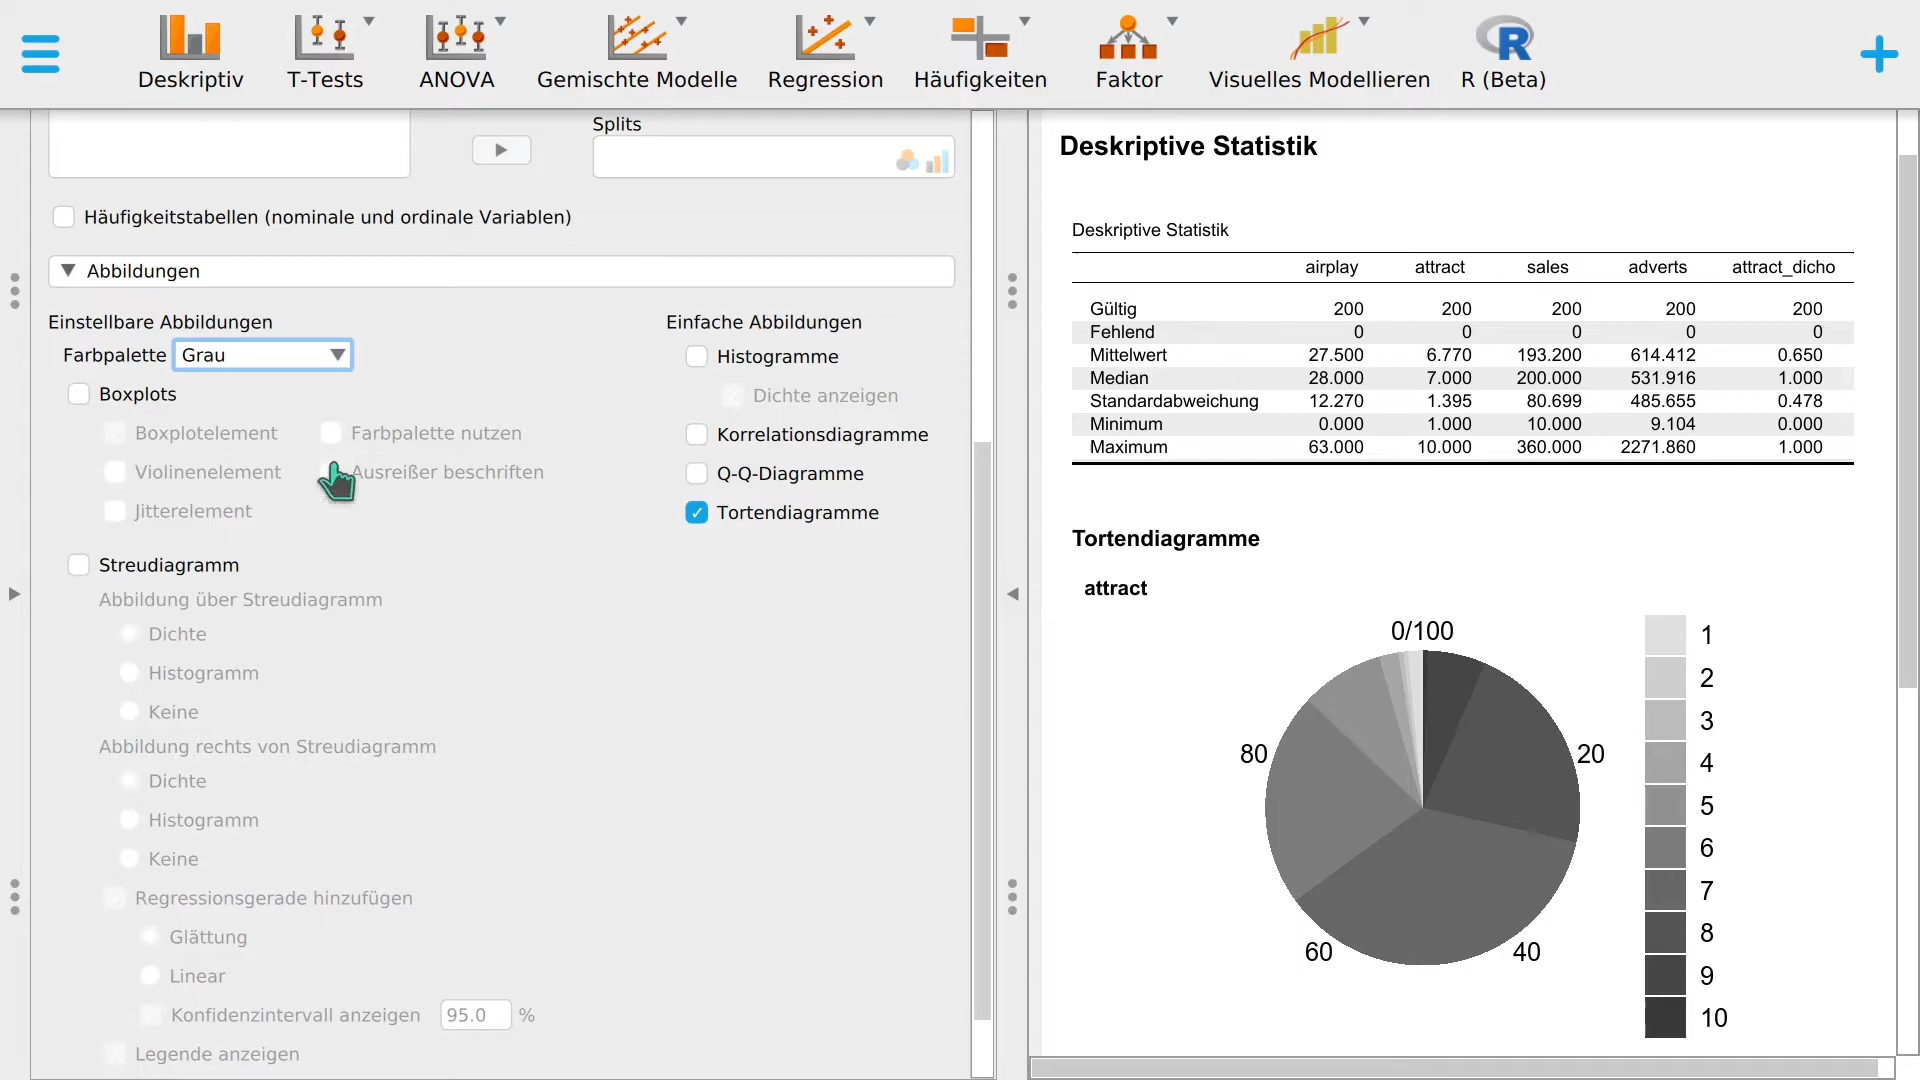 Deskriptiv T-Tests ANOVA Gemischte Modelle Regression Häufigkeiten Faktor Visuelles Modellieren R (Beta)
Splits
Häufigkeitstabellen (nominale und ordinale Variablen)
Abbildungen
Einstellbare Abbildungen
Farbpalette Grau
Boxplots
Boxplotelement Farbpalette nutzen
Violinenelement Ausreißer beschriften
Jitterelement
Einfache Abbildungen
Histogramme
Dichte anzeigen
Korrelationsdiagramme
Q-Q-Diagramme
Tortendiagramme
Streudiagramm
Abbildung über Streudiagramm
Dichte
Histogramm
Keine
Abbildung rechts von Streudiagramm
Dichte
Histogramm
Keine
Regressionsgerade hinzufügen
Glättung
Linear
Konfidenzintervall anzeigen 95.0 %
Legende anzeigen
Deskriptive Statistik
Deskriptive Statistik
airplay attract sales adverts attract_dicho
Gültig 200 200 200 200 200
Fehlend 0 0 0 0 0
Mittelwert 27.500 6.770 193.200 614.412 0.650
Median 28.000 7.000 200.000 531.916 1.000
Standardabweichung 12.270 1.395 80.699 485.655 0.478
Minimum 0.000 1.000 10.000 9.104 0.000
Maximum 63.000 10.000 360.000 2271.860 1.000
Tortendiagramme
attract
0/100
20
40
60
80
1
2
3
4
5
6
7
8
9
10